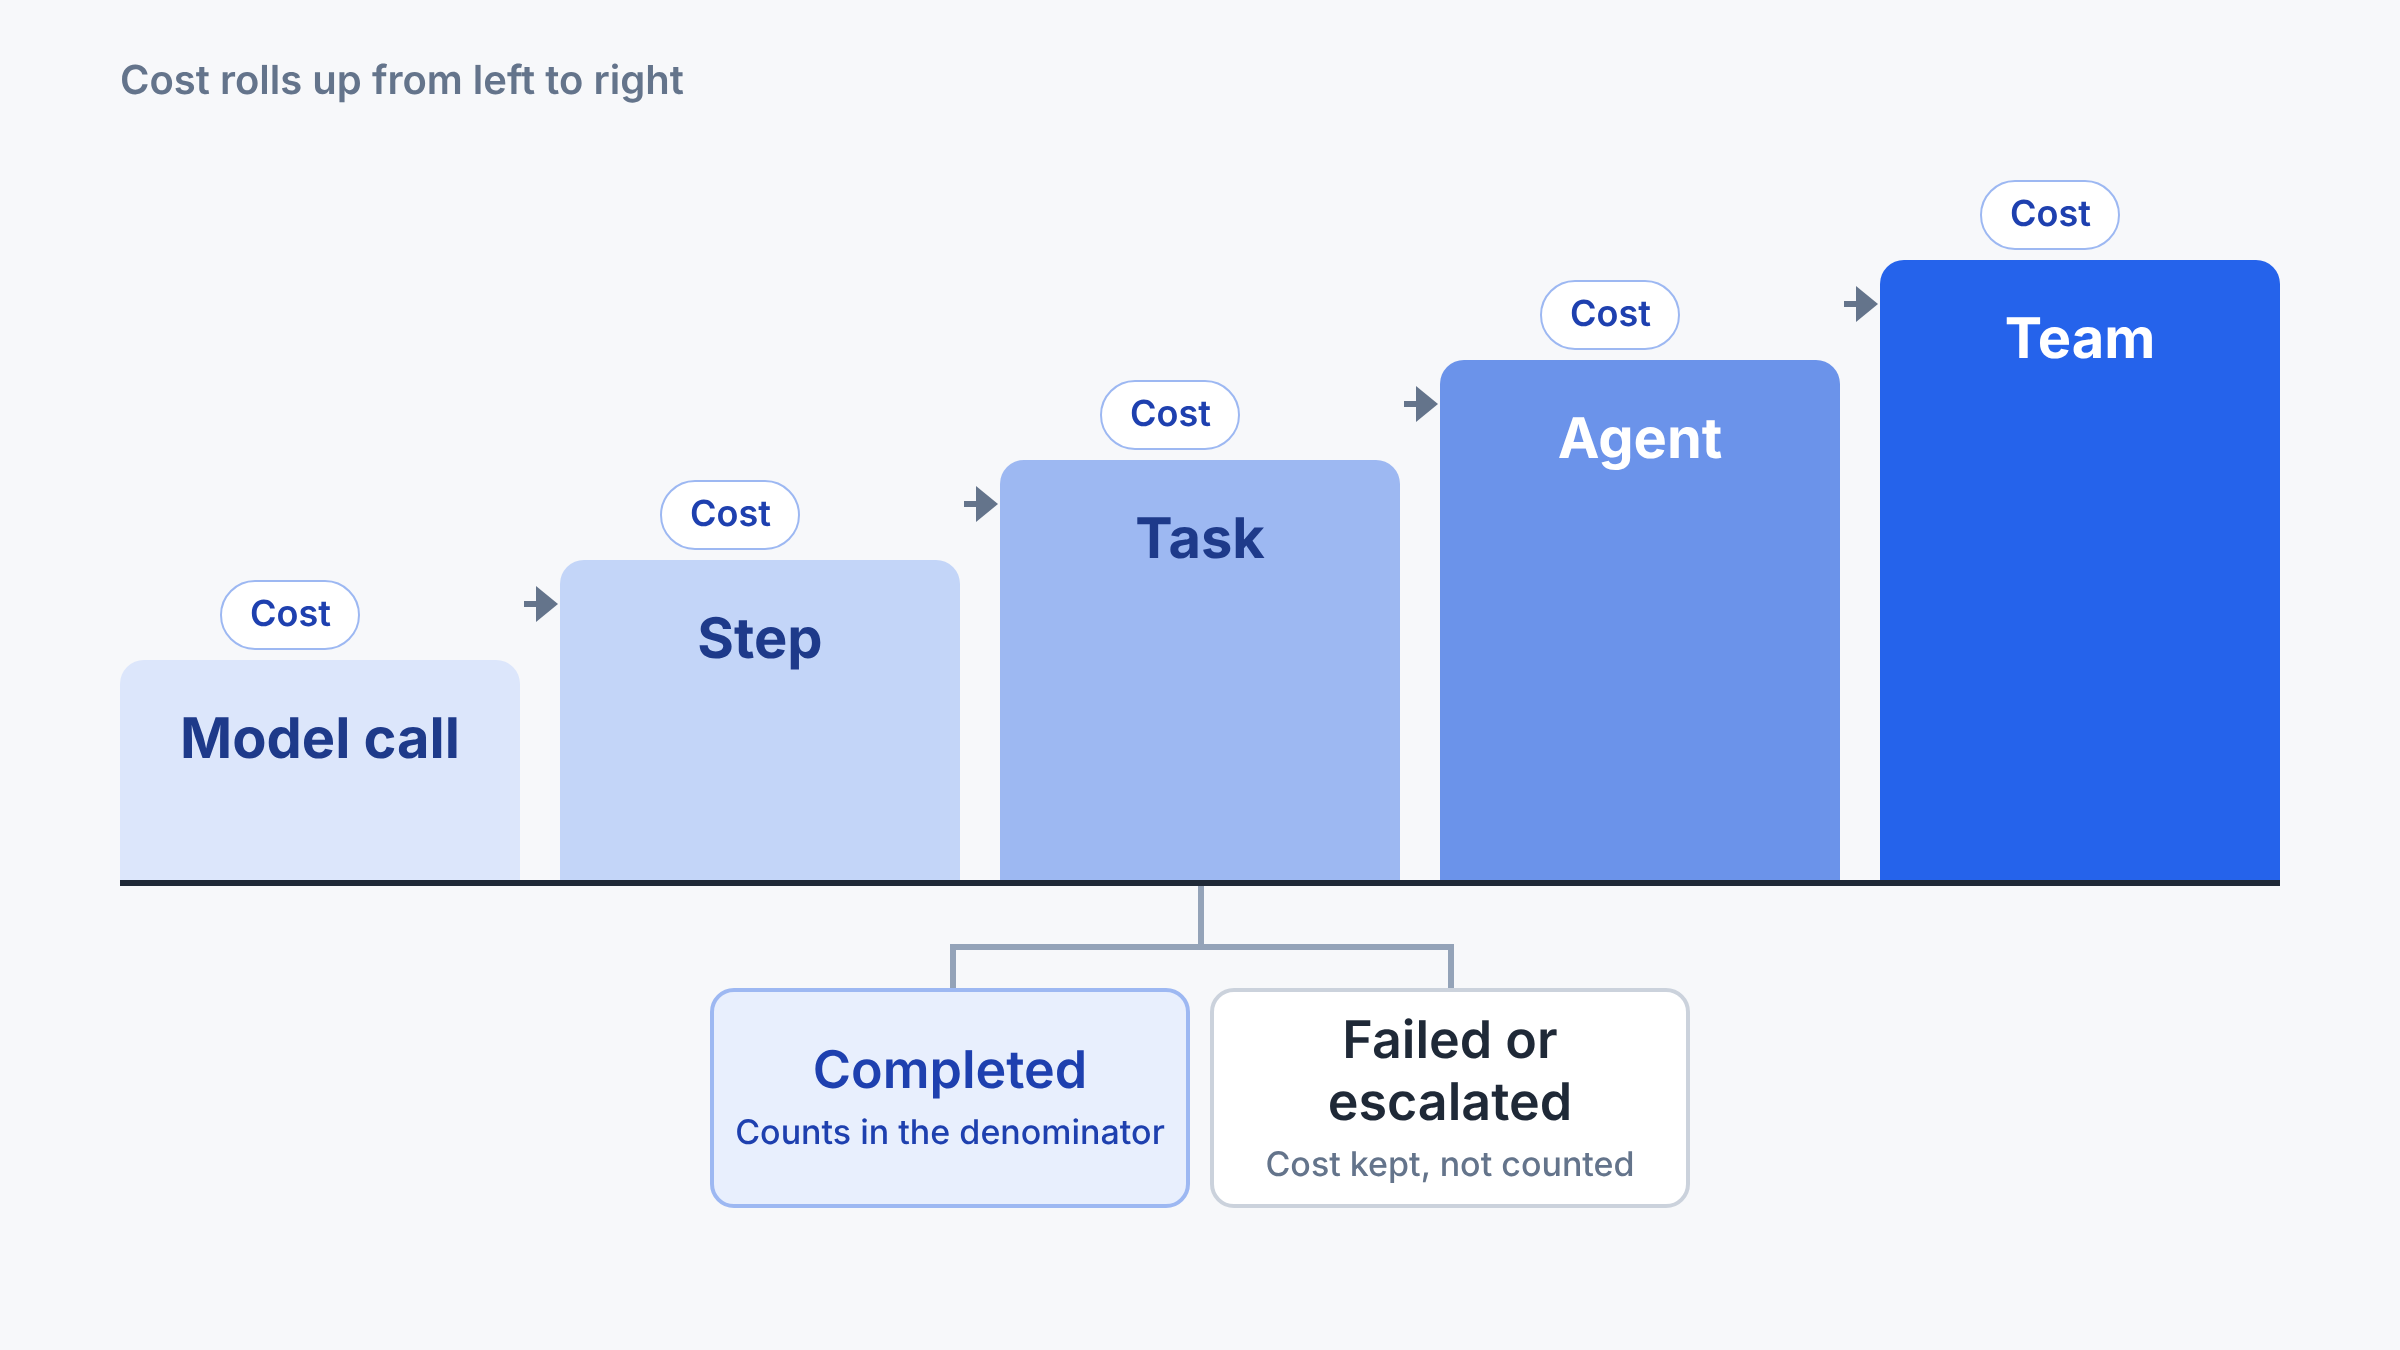 Cost rolls up from left to right
Cost
Model call
Cost
Step
Cost
Task
Cost
Agent
Cost
Team
Completed
Counts in the denominator
Failed or
escalated
Cost kept, not counted